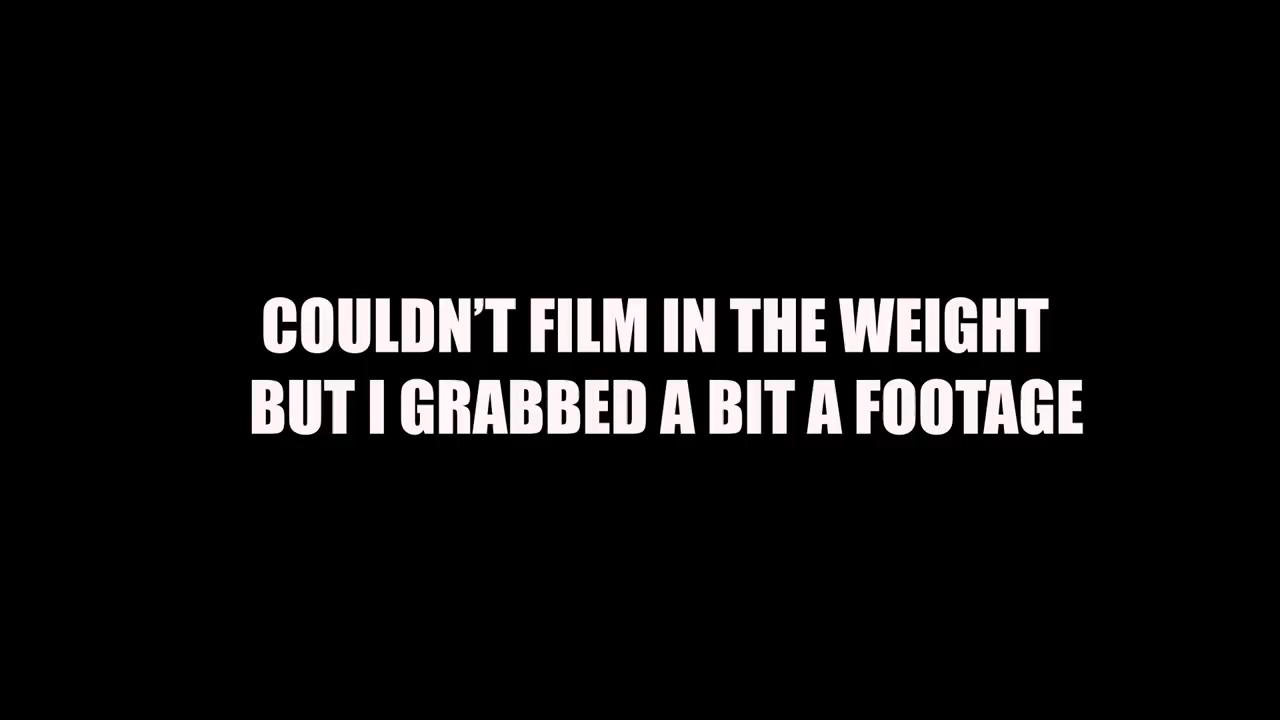 COULDN’T FILM IN THE WEIGHT
BUT I GRABBED A BIT A FOOTAGE